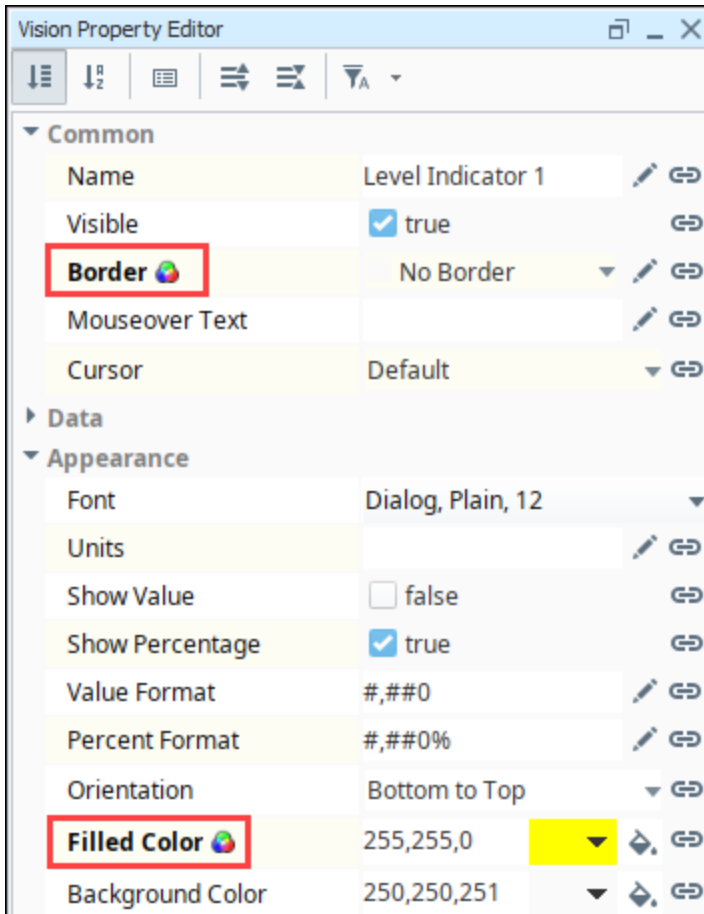 Vision Property Editor
Common
Name Level Indicator 1
Visible true
Border No Border
Mouseover Text
Cursor Default
Data
Appearance
Font Dialog, Plain, 12
Units
Show Value false
Show Percentage true
Value Format #,##0
Percent Format #,##0%
Orientation Bottom to Top
Filled Color 255,255,0
Background Color 250,250,251